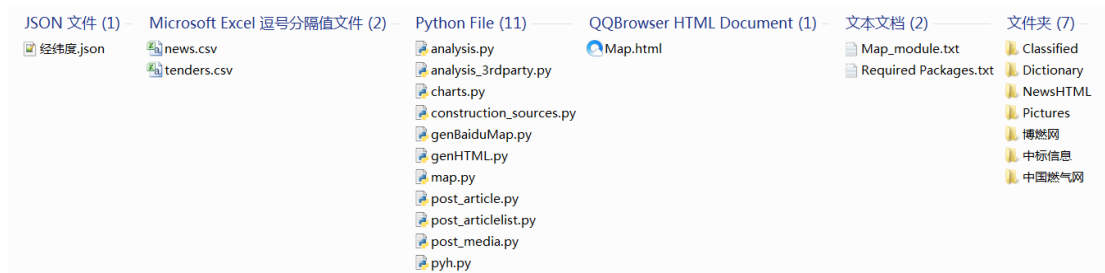 JSON 文件 (1)
经纬度.json
Microsoft Excel 逗号分隔值文件 (2)
news.csv
tenders.csv
Python File (11)
analysis.py
analysis_3rdparty.py
charts.py
construction_sources.py
genBaiduMap.py
genHTML.py
map.py
post_article.py
post_articlelist.py
post_media.py
pyh.py
QQBrowser HTML Document (1)
Map.html
文本文档 (2)
Map_module.txt
Required Packages.txt
文件夹 (7)
Classified
Dictionary
NewsHTML
Pictures
博燃网
中标信息
中国燃气网